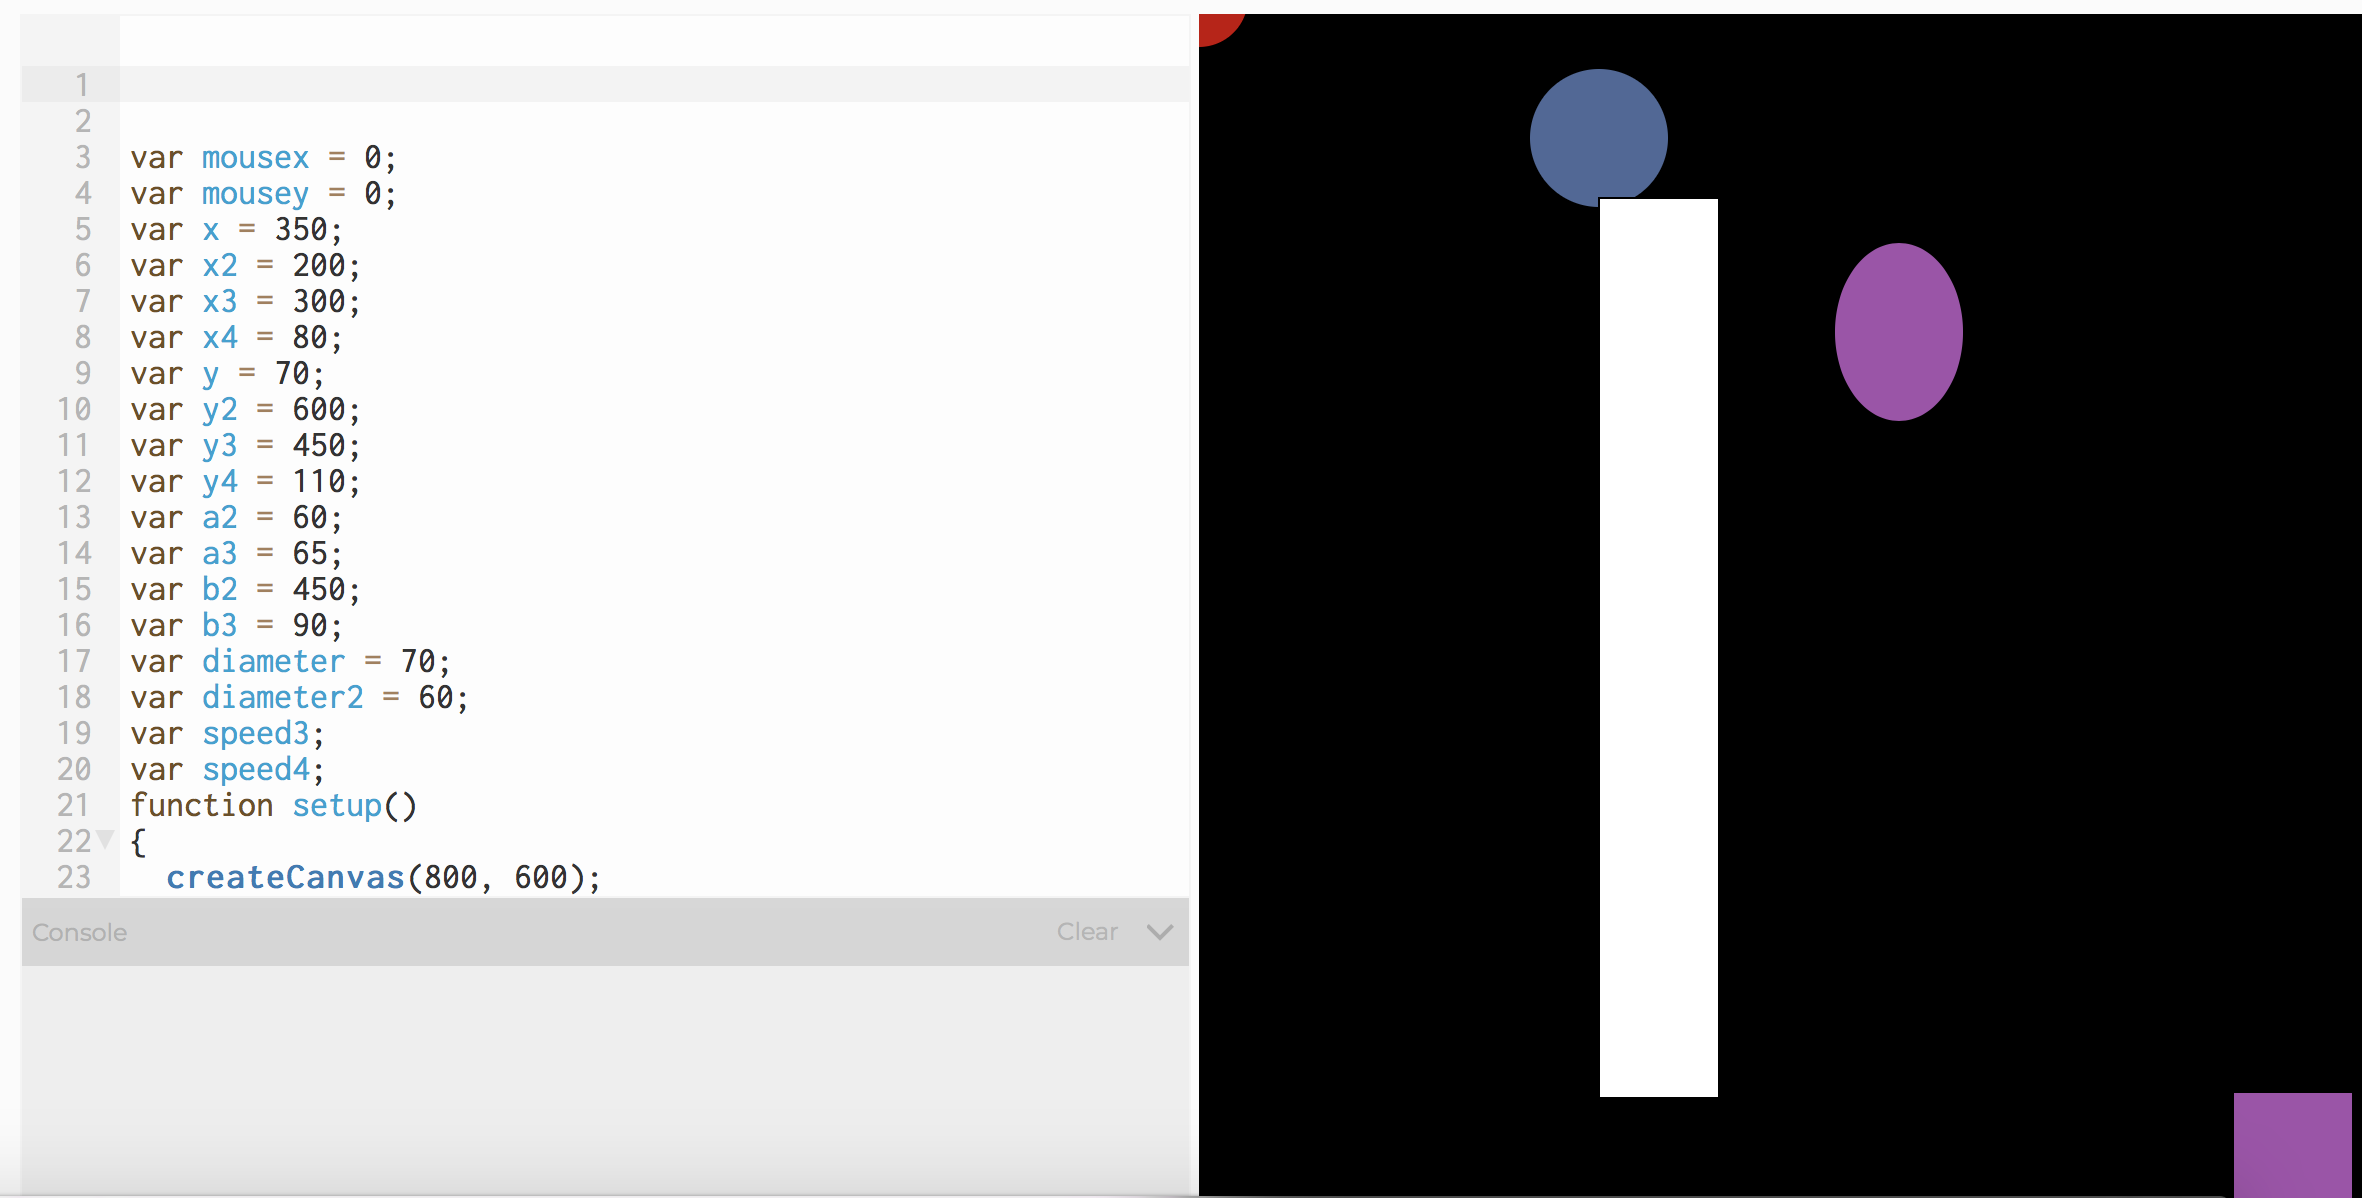 1
2
3 var mousex = 0;
4 var mousey = 0;
5 var x = 350;
6 var x2 = 200;
7 var x3 = 300;
8 var x4 = 80;
9 var y = 70;
10 var y2 = 600;
11 var y3 = 450;
12 var y4 = 110;
13 var a2 = 60;
14 var a3 = 65;
15 var b2 = 450;
16 var b3 = 90;
17 var diameter = 70;
18 var diameter2 = 60;
19 var speed3;
20 var speed4;
21 function setup()
22 {
23 createCanvas(800, 600);
Console Clear